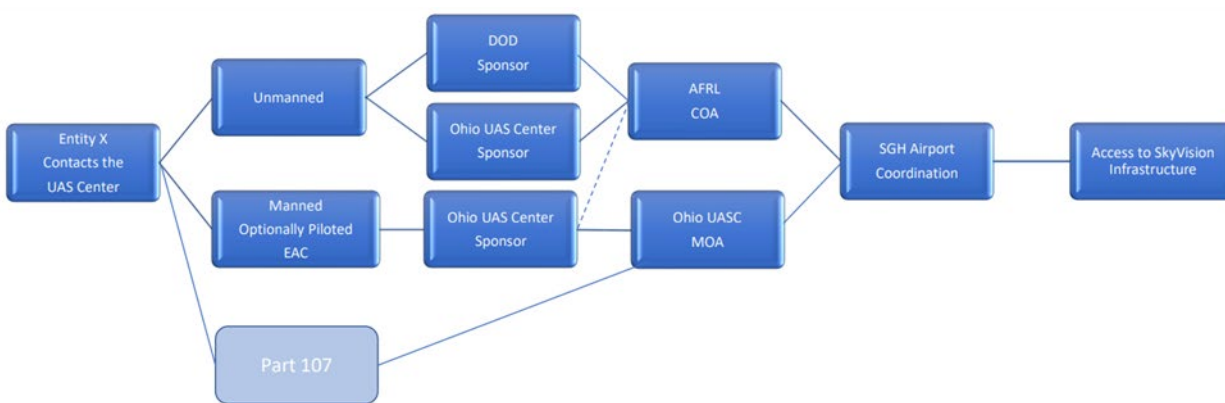 Entity X
Contacts the
UAS Center
Unmanned
Manned
Optionally Piloted
EAC
Part 107
DOD
Sponsor
Ohio UAS Center
Sponsor
Ohio UAS Center
Sponsor
AFRL
COA
Ohio UASC
MOA
SGH Airport
Coordination
Access to SkyVision
Infrastructure